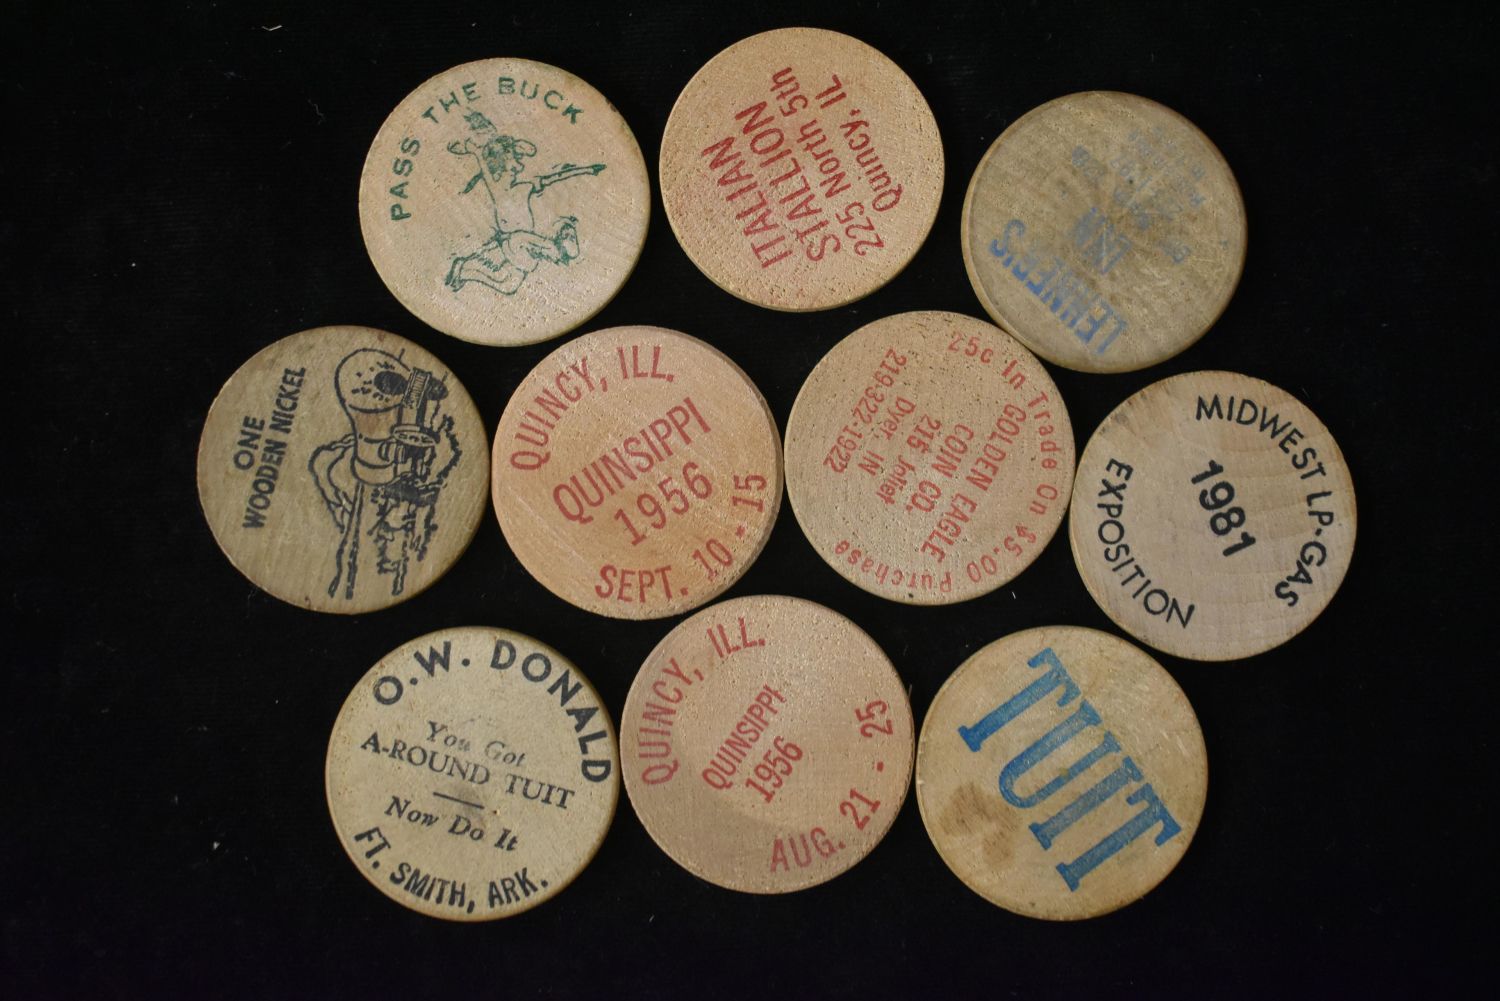 PASS THE BUCK
ITALIAN
STALLION
225 North 5th
Quincy, IL
INN
ONE
WOODEN NICKEL
QUINCY, ILL.
QUINSIPPI
1956
SEPT. 10 - 15
25c In Trade On $5.00 Purchase
GOLDEN EAGLE
COIN CO.
215 Joliet
Dyer, IN
219-322-1922
MIDWEST LP-GAS
1981
EXPOSITION
O.W. DONALD
You Got
A-ROUND TUIT
Now Do It
FT. SMITH, ARK.
QUINCY, ILL.
QUINSIPPI
1956
AUG. 21 - 25
TUIT